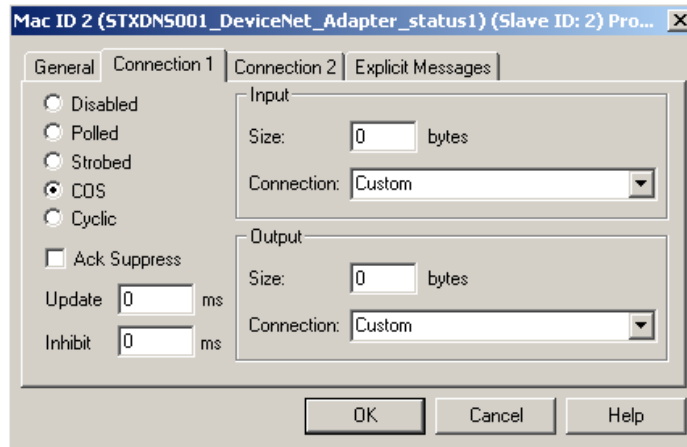 Mac ID 2 (STXDNS001_DeviceNet_Adapter_status1) (Slave ID: 2) Pro...
General Connection 1 Connection 2 Explicit Messages
Disabled
Polled
Strobed
COS
Cyclic
Ack Suppress
Update 0 ms
Inhibit 0 ms
Input
Size: 0 bytes
Connection: Custom
Output
Size: 0 bytes
Connection: Custom
OK Cancel Help